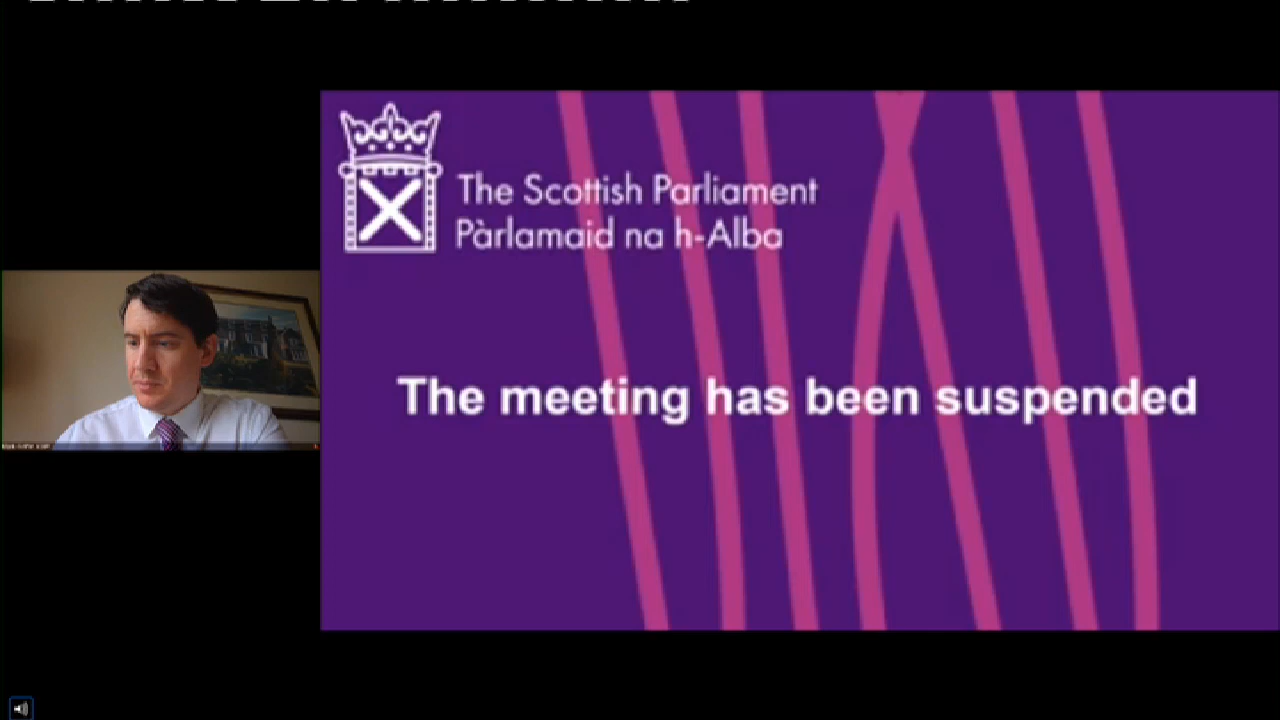 The Scottish Parliament
Pàrlamaid na h-Alba
The meeting has been suspended